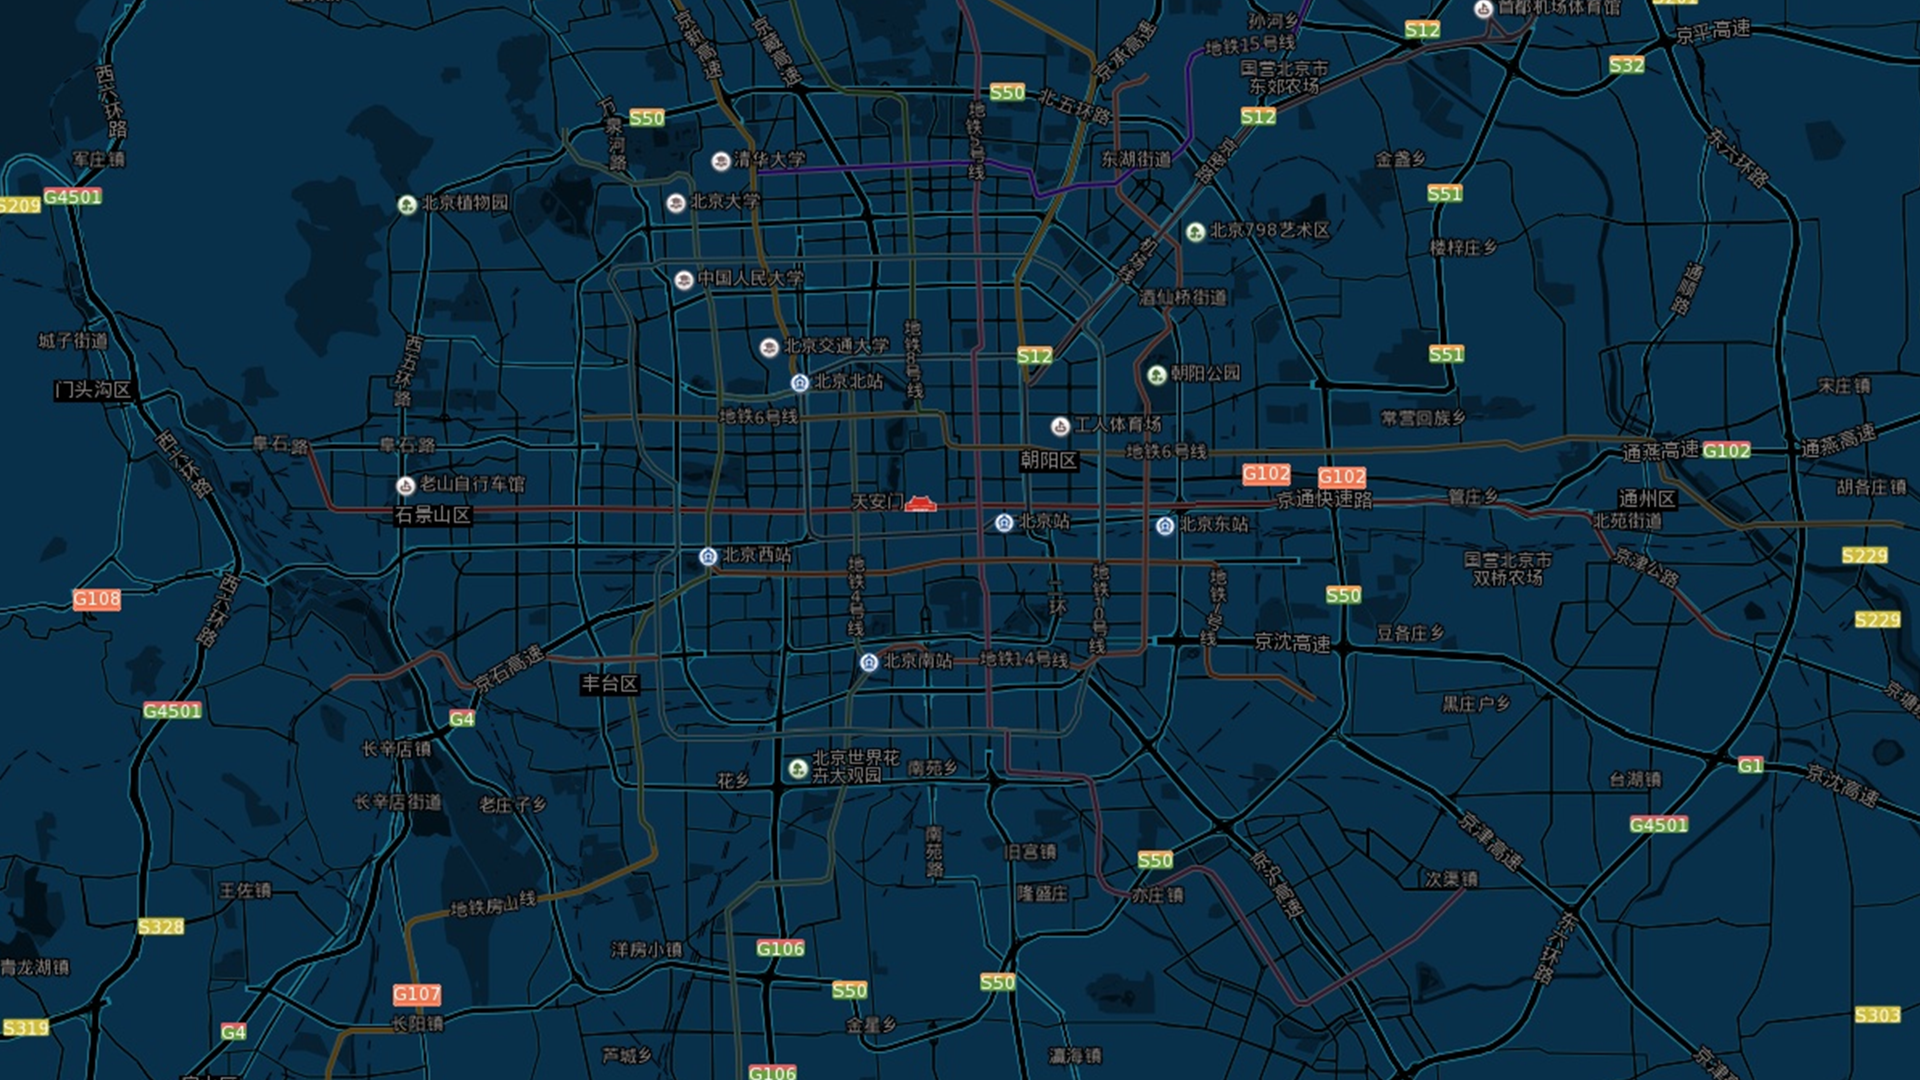 首都机场体育馆
孙河乡
S12
京平高速
京承高速
京新高速
京藏高速
地铁15号线
国营北京市
东郊农场
S32
西六环路
S50
S50
北五环路
S12
万泉河路
地铁5号线
清华大学
东湖街道
金盏乡
东六环路
军庄镇
G4501
S209
北京植物园
北京大学
S51
北京798艺术区
楼梓庄乡
机场线
中国人民大学
酒仙桥街道
通顺路
城子街道
地铁8号线
北京交通大学
S12
S51
西五环路
门头沟区
北京北站
朝阳公园
宋庄镇
地铁6号线
工人体育场
常营回族乡
阜石路
阜石路
朝阳区
地铁6号线
通燕高速
G102
通燕高速
西六环路
G102
G102
老山自行车馆
石景山区
天安门
京通快速路
管庄乡
通州区
胡各庄镇
北京站
北京东站
北苑街道
北京西站
国营北京市
双桥农场
京津公路
S229
G108
西六环路
地铁4号线
二环
地铁10号线
地铁7号线
S50
S229
京沈高速
豆各庄乡
京石高速
北京南站
地铁14号线
丰台区
G4501
G4
黑庄户乡
长辛店镇
北京世界花
卉大观园
南苑乡
花乡
G1
京沈高速
台湖镇
长辛店街道
老庄子乡
G4501
京津高速
南苑路
旧宫镇
S50
王佐镇
隆盛庄
亦庄镇
次渠镇
地铁房山线
S328
东六环路
洋房小镇
G106
青龙湖镇
G107
S50
S50
S319
G4
长阳镇
金星乡
S303
芦城乡
瀛海镇
G106